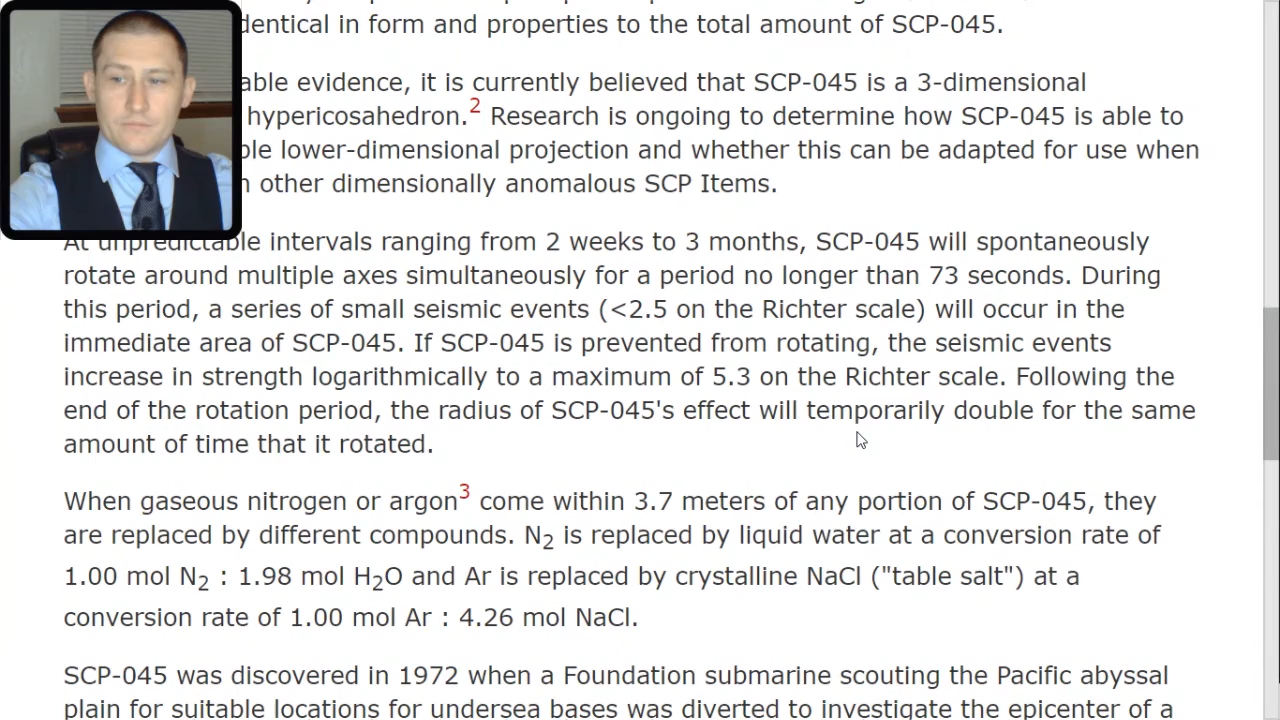 dentical in form and properties to the total amount of SCP-045.
able evidence, it is currently believed that SCP-045 is a 3-dimensional
hypericosahedron.2 Research is ongoing to determine how SCP-045 is able to
ble lower-dimensional projection and whether this can be adapted for use when
n other dimensionally anomalous SCP Items.
At unpredictable intervals ranging from 2 weeks to 3 months, SCP-045 will spontaneously
rotate around multiple axes simultaneously for a period no longer than 73 seconds. During
this period, a series of small seismic events (<2.5 on the Richter scale) will occur in the
immediate area of SCP-045. If SCP-045 is prevented from rotating, the seismic events
increase in strength logarithmically to a maximum of 5.3 on the Richter scale. Following the
end of the rotation period, the radius of SCP-045's effect will temporarily double for the same
amount of time that it rotated.
When gaseous nitrogen or argon3 come within 3.7 meters of any portion of SCP-045, they
are replaced by different compounds. N2 is replaced by liquid water at a conversion rate of
1.00 mol N2 : 1.98 mol H2O and Ar is replaced by crystalline NaCl ("table salt") at a
conversion rate of 1.00 mol Ar : 4.26 mol NaCl.
SCP-045 was discovered in 1972 when a Foundation submarine scouting the Pacific abyssal
plain for suitable locations for undersea bases was diverted to investigate the epicenter of a